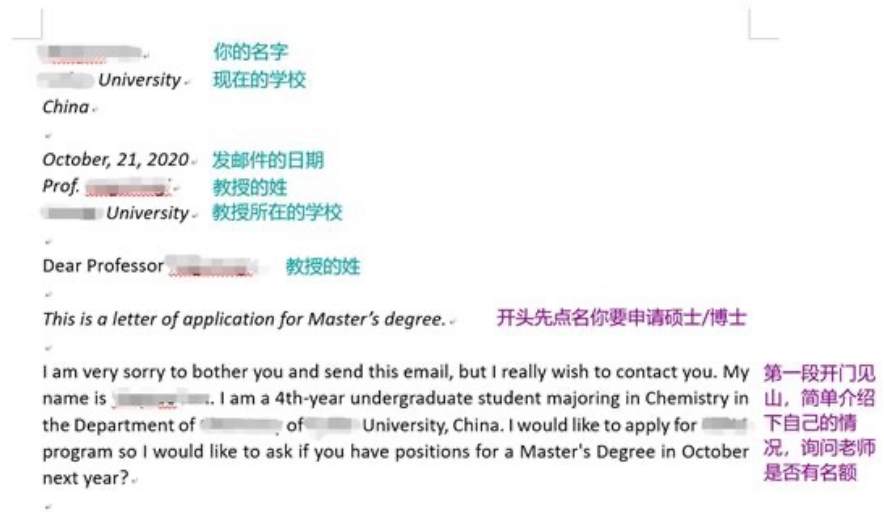 你的名字
University 现在的学校
China
October, 21, 2020 发邮件的日期
Prof. 教授的姓
University 教授所在的学校
Dear Professor 教授的姓
This is a letter of application for Master's degree. 开头先点名你要申请硕士/博士
I am very sorry to bother you and send this email, but I really wish to contact you. My
name is . I am a 4th-year undergraduate student majoring in Chemistry in
the Department of of University, China. I would like to apply for
program so I would like to ask if you have positions for a Master's Degree in October
next year?
第一段开门见
山，简单介绍
下自己的情
况，询问老师
是否有名额